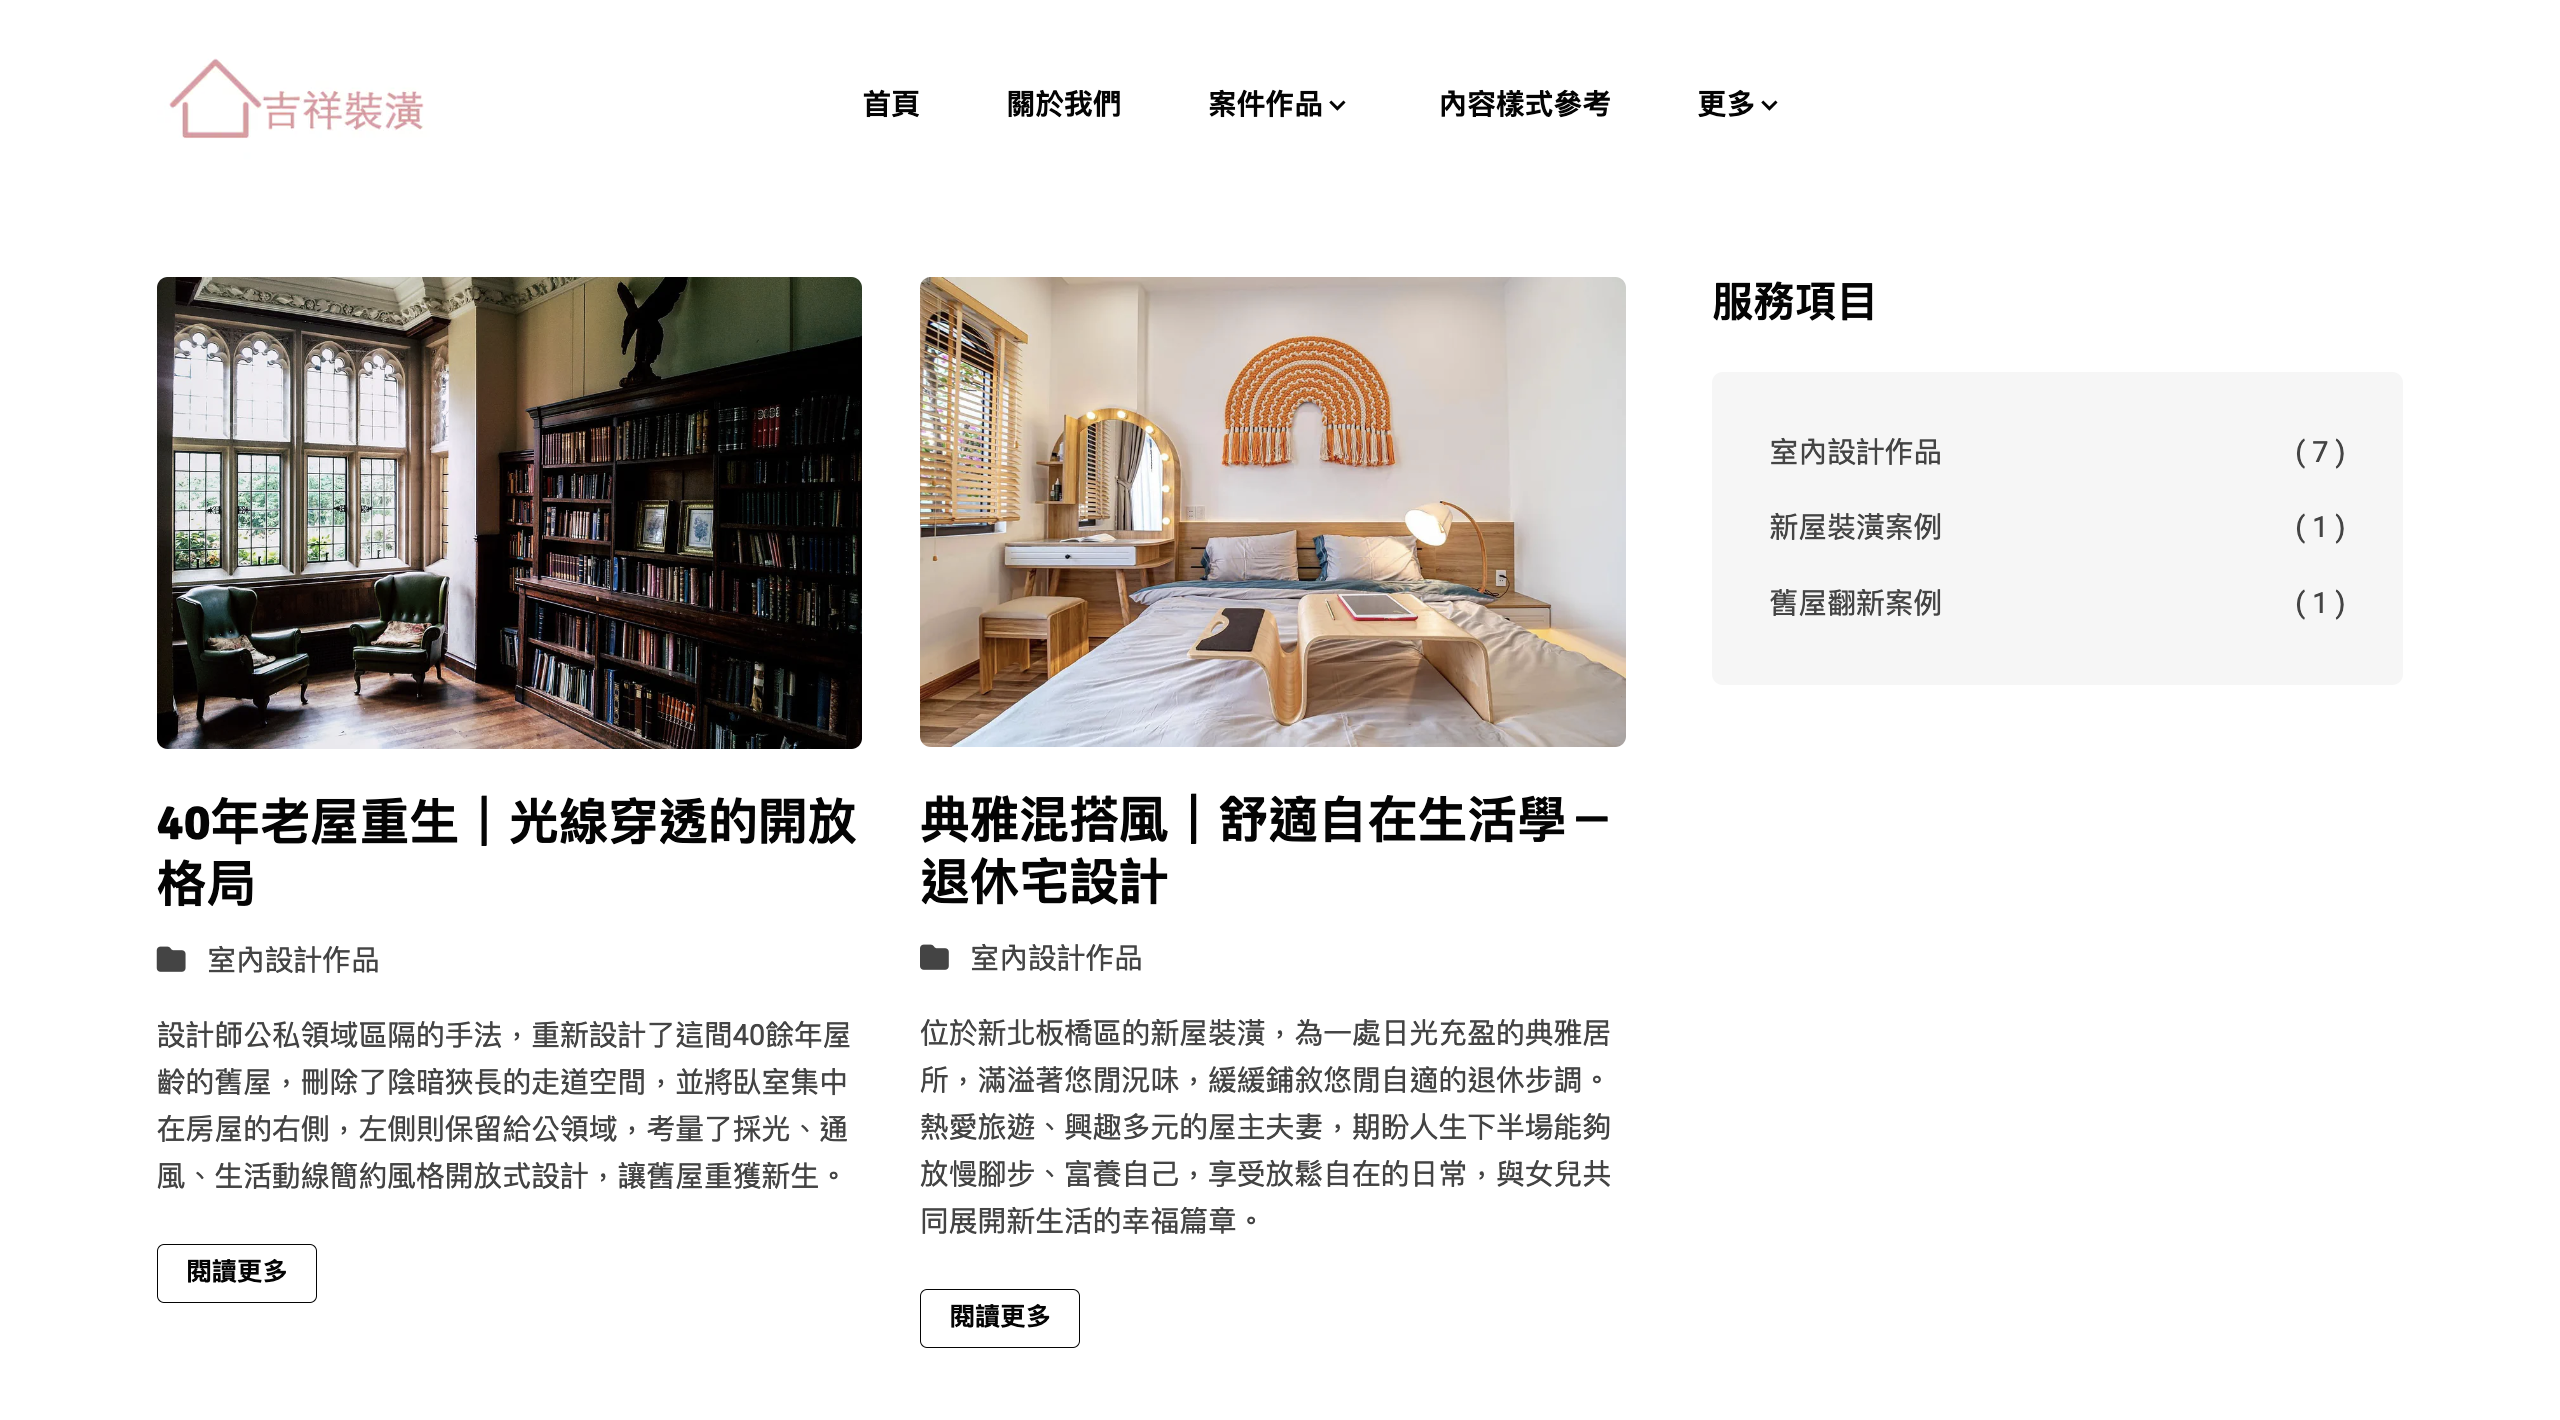 吉祥裝潢
首頁
關於我們
案件作品
內容樣式參考
更多
40年老屋重生｜光線穿透的開放
格局
室內設計作品
設計師公私領域區隔的手法，重新設計了這間40餘年屋
齡的舊屋，刪除了陰暗狹長的走道空間，並將臥室集中
在房屋的右側，左側則保留給公領域，考量了採光、通
風、生活動線簡約風格開放式設計，讓舊屋重獲新生。
閱讀更多
典雅混搭風｜舒適自在生活學－
退休宅設計
室內設計作品
位於新北板橋區的新屋裝潢，為一處日光充盈的典雅居
所，滿溢著悠閒況味，緩緩鋪敘悠閒自適的退休步調。
熱愛旅遊、興趣多元的屋主夫妻，期盼人生下半場能夠
放慢腳步、富養自己，享受放鬆自在的日常，與女兒共
同展開新生活的幸福篇章。
閱讀更多
服務項目
室內設計作品 ( 7 )
新屋裝潢案例 ( 1 )
舊屋翻新案例 ( 1 )